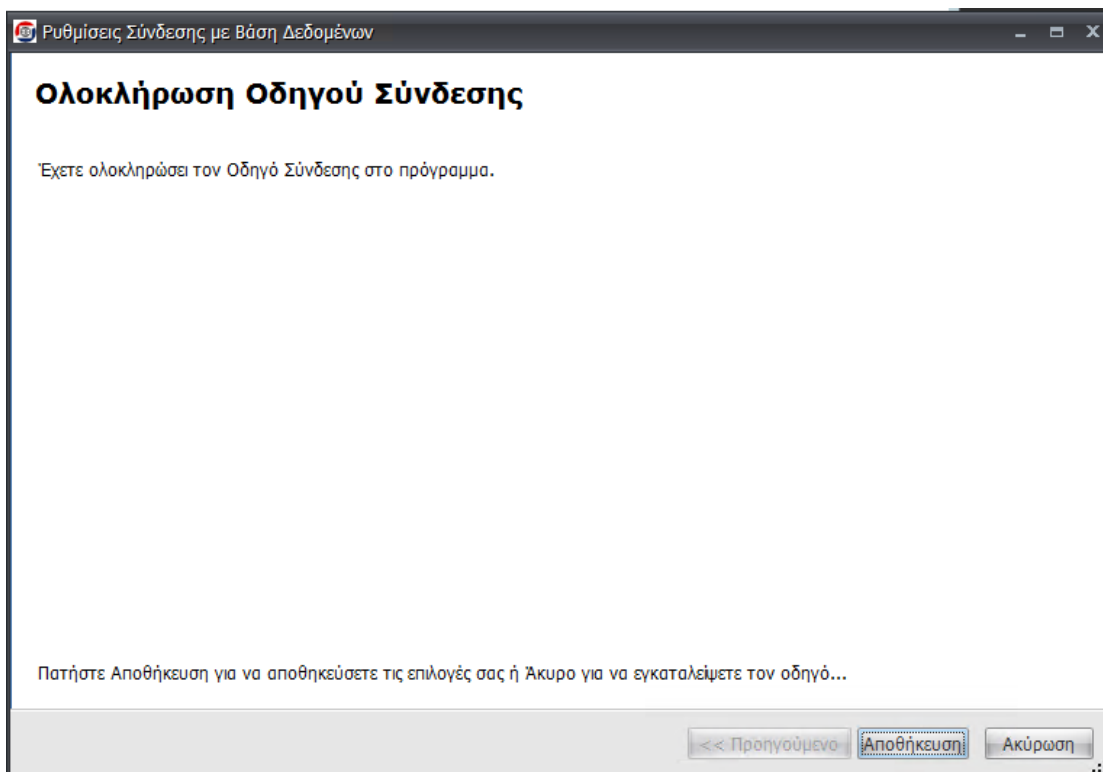 Ρυθμίσεις Σύνδεσης με Βάση Δεδομένων
Ολοκλήρωση Οδηγού Σύνδεσης
Έχετε ολοκληρώσει τον Οδηγό Σύνδεσης στο πρόγραμμα.
Πατήστε Αποθήκευση για να αποθηκεύσετε τις επιλογές σας ή Άκυρο για να εγκαταλείψετε τον οδηγό...
<< Προηγούμενο Αποθήκευση Ακύρωση